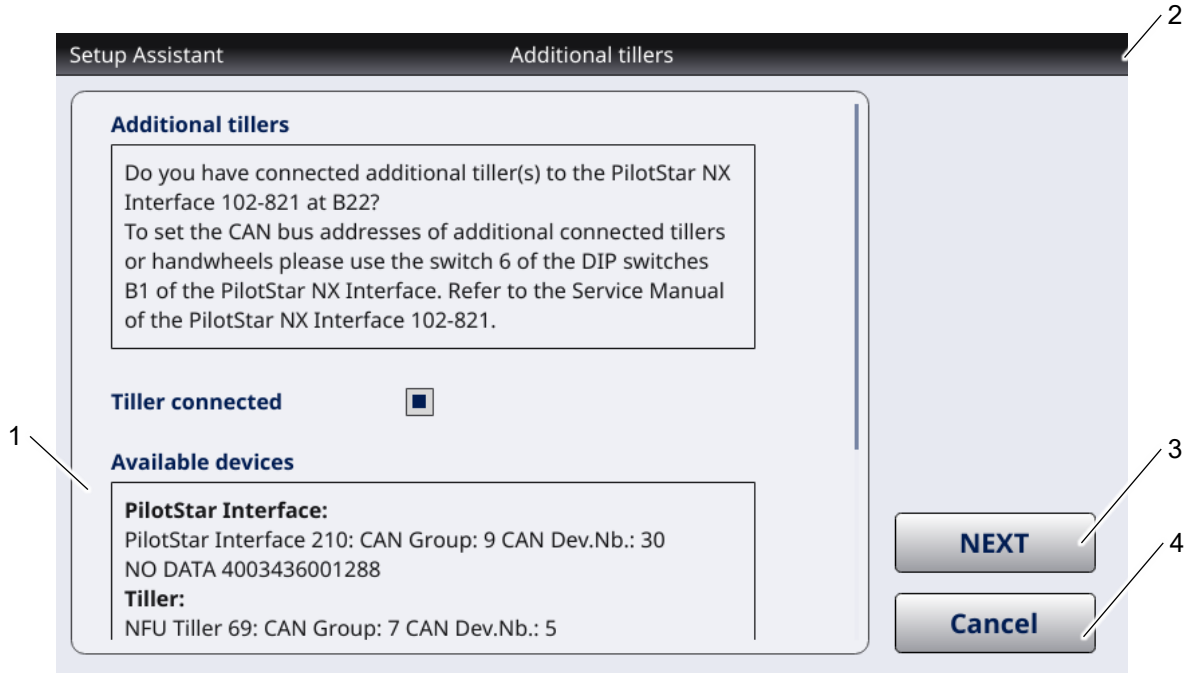 2
Setup Assistant Additional tillers
Additional tillers
Do you have connected additional tiller(s) to the PilotStar NX
Interface 102-821 at B22?
To set the CAN bus addresses of additional connected tillers
or handwheels please use the switch 6 of the DIP switches
B1 of the PilotStar NX Interface. Refer to the Service Manual
of the PilotStar NX Interface 102-821.
Tiller connected
1
3
Available devices
PilotStar Interface:
PilotStar Interface 210: CAN Group: 9 CAN Dev.Nb.: 30
NO DATA 4003436001288
Tiller:
NFU Tiller 69: CAN Group: 7 CAN Dev.Nb.: 5
NEXT
4
Cancel